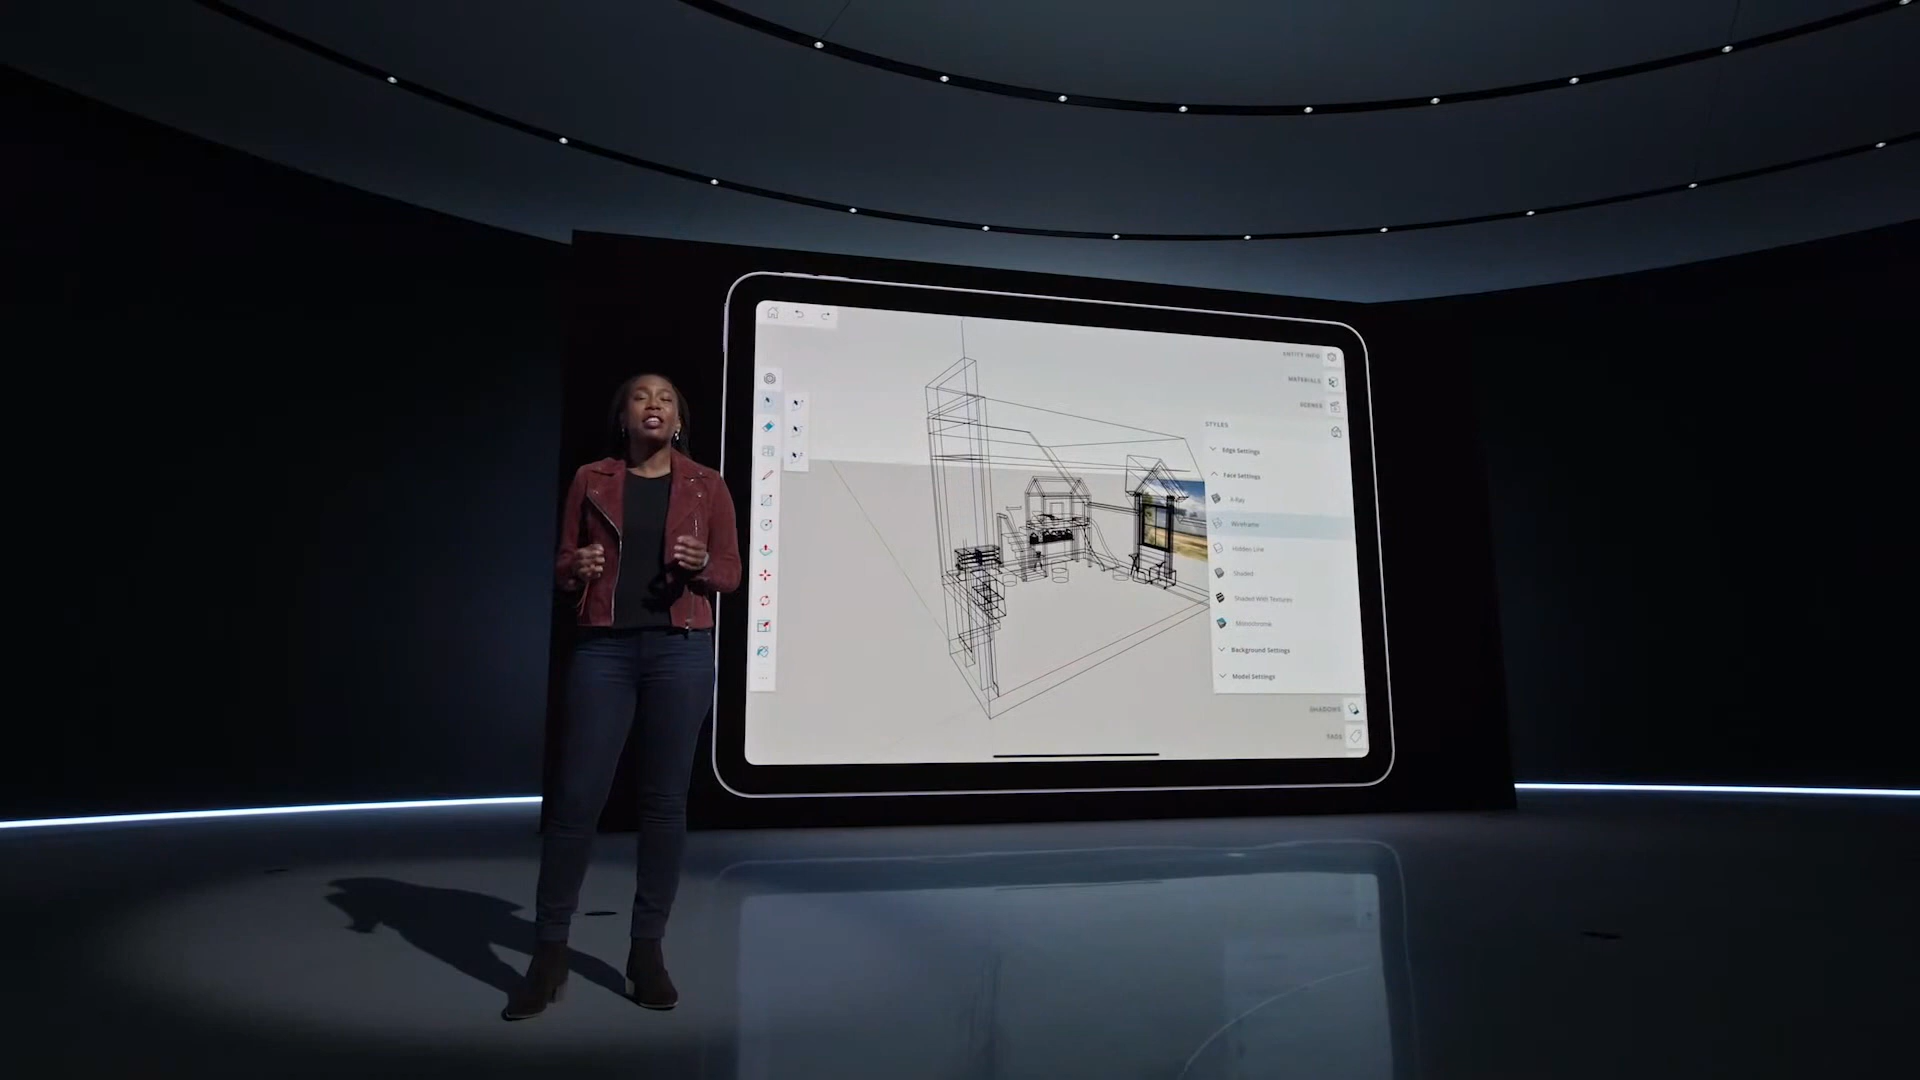 ENTITY INFO
MATERIALS
SCENES
STYLES
Edge Settings
Face Settings
X-Ray
Wireframe
Hidden Line
Shaded
Shaded With Textures
Monochrome
Background Settings
Model Settings
SHADOWS
TAGS